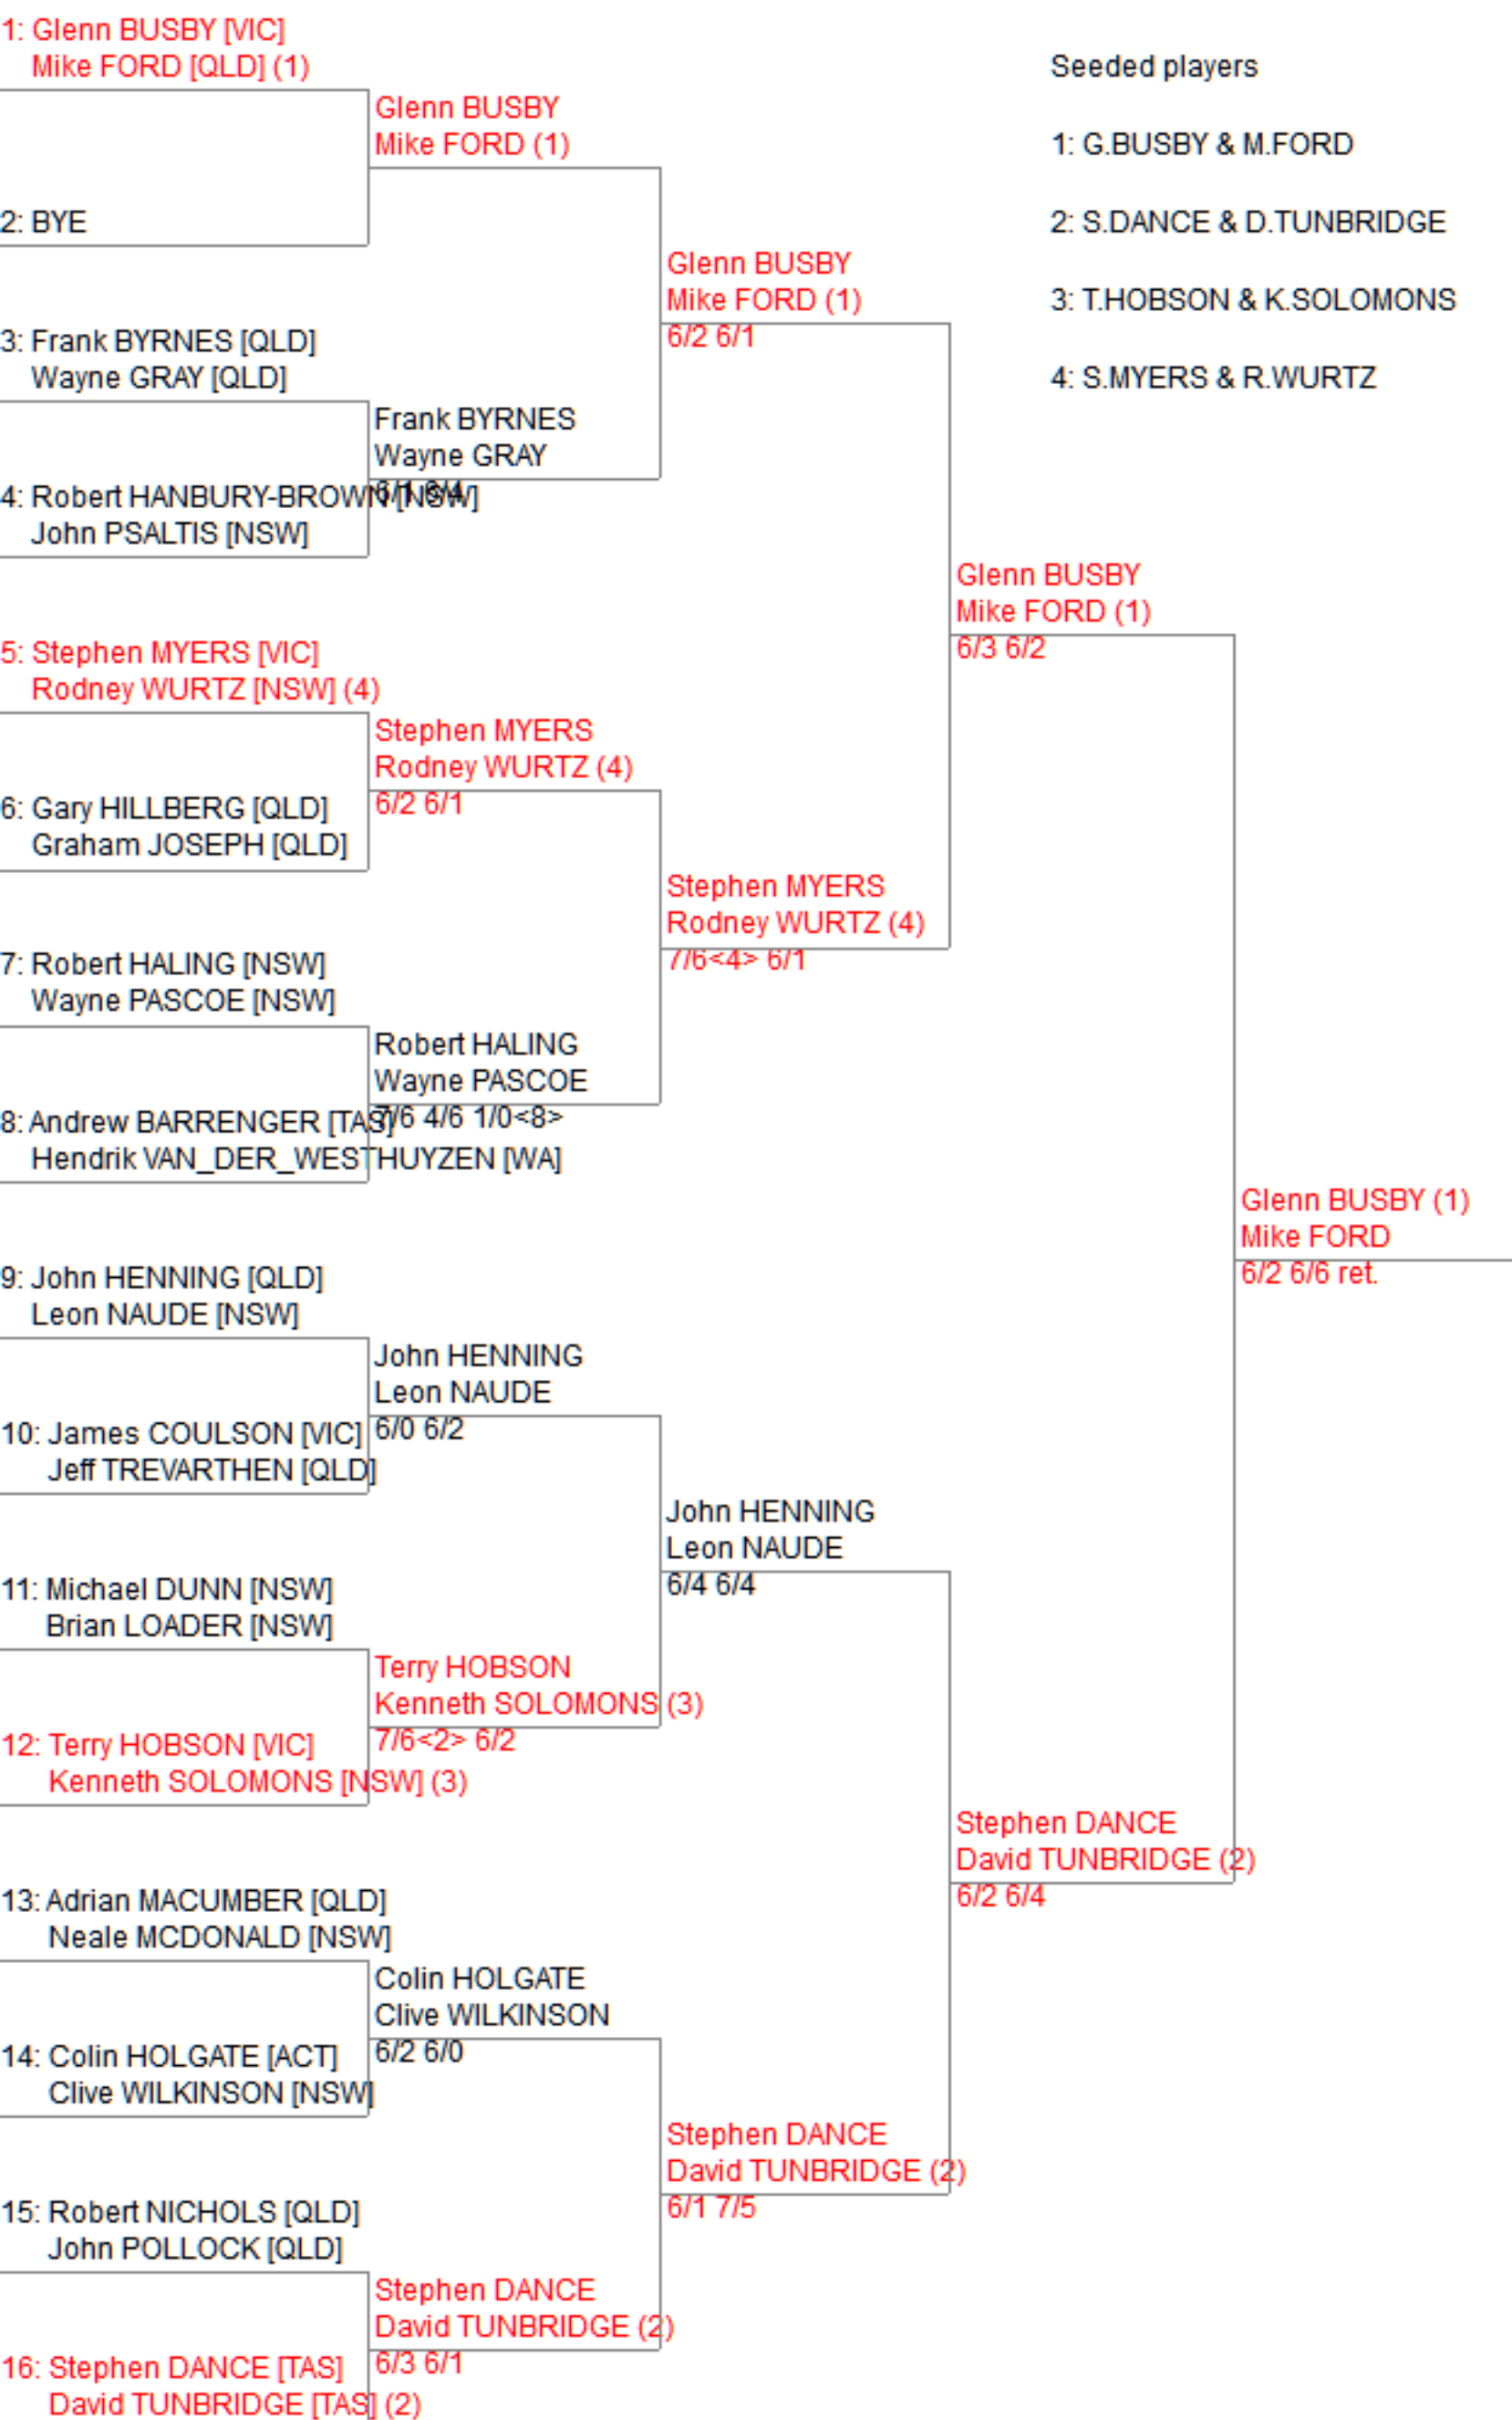 1: Glenn BUSBY [VIC]
Mike FORD [QLD] (1)
2: BYE
3: Frank BYRNES [QLD]
Wayne GRAY [QLD]
4: Robert HANBURY-BROWN [NSW]
John PSALTIS [NSW]
5: Stephen MYERS [VIC]
Rodney WURTZ [NSW] (4)
6: Gary HILLBERG [QLD]
Graham JOSEPH [QLD]
7: Robert HALING [NSW]
Wayne PASCOE [NSW]
8: Andrew BARRENGER [TAS]
Hendrik VAN_DER_WESTHUYZEN [WA]
9: John HENNING [QLD]
Leon NAUDE [NSW]
10: James COULSON [VIC]
Jeff TREVARTHEN [QLD]
11: Michael DUNN [NSW]
Brian LOADER [NSW]
12: Terry HOBSON [VIC]
Kenneth SOLOMONS [NSW] (3)
13: Adrian MACUMBER [QLD]
Neale MCDONALD [NSW]
14: Colin HOLGATE [ACT]
Clive WILKINSON [NSW]
15: Robert NICHOLS [QLD]
John POLLOCK [QLD]
16: Stephen DANCE [TAS]
David TUNBRIDGE [TAS] (2)
Glenn BUSBY
Mike FORD (1)
Frank BYRNES
Wayne GRAY
Stephen MYERS
Rodney WURTZ (4)
6/2 6/1
Robert HALING
Wayne PASCOE
7/6 4/6 1/0<8>
John HENNING
Leon NAUDE
6/0 6/2
Terry HOBSON
Kenneth SOLOMONS (3)
7/6<2> 6/2
Colin HOLGATE
Clive WILKINSON
6/2 6/0
Stephen DANCE
David TUNBRIDGE (2)
6/3 6/1
Glenn BUSBY
Mike FORD (1)
6/2 6/1
Stephen MYERS
Rodney WURTZ (4)
7/6<4> 6/1
John HENNING
Leon NAUDE
6/4 6/4
Stephen DANCE
David TUNBRIDGE (2)
6/1 7/5
Glenn BUSBY
Mike FORD (1)
6/3 6/2
Stephen DANCE
David TUNBRIDGE (2)
6/2 6/4
Glenn BUSBY (1)
Mike FORD
6/2 6/6 ret.
Seeded players
1: G.BUSBY & M.FORD
2: S.DANCE & D.TUNBRIDGE
3: T.HOBSON & K.SOLOMONS
4: S.MYERS & R.WURTZ